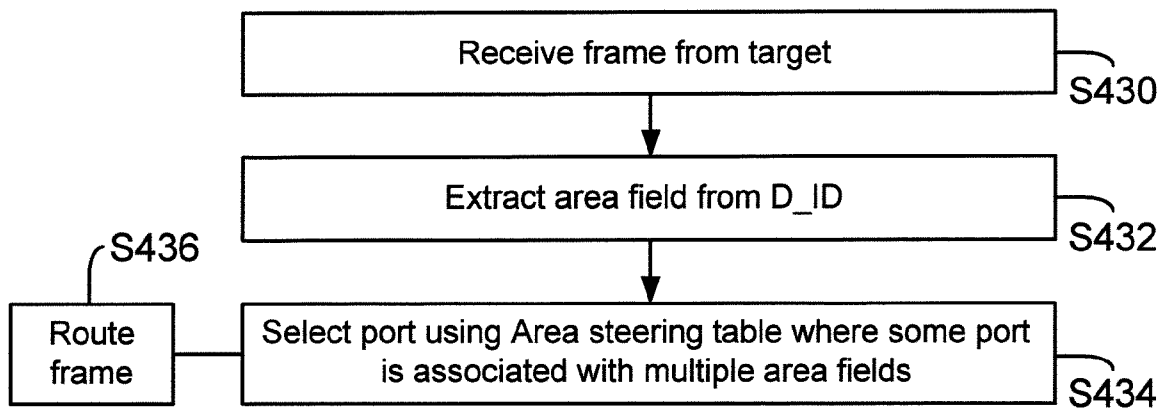 Receive frame from target
S430
Extract area field from D_ID
S432
S436
Route
frame
Select port using Area steering table where some port
is associated with multiple area fields
S434